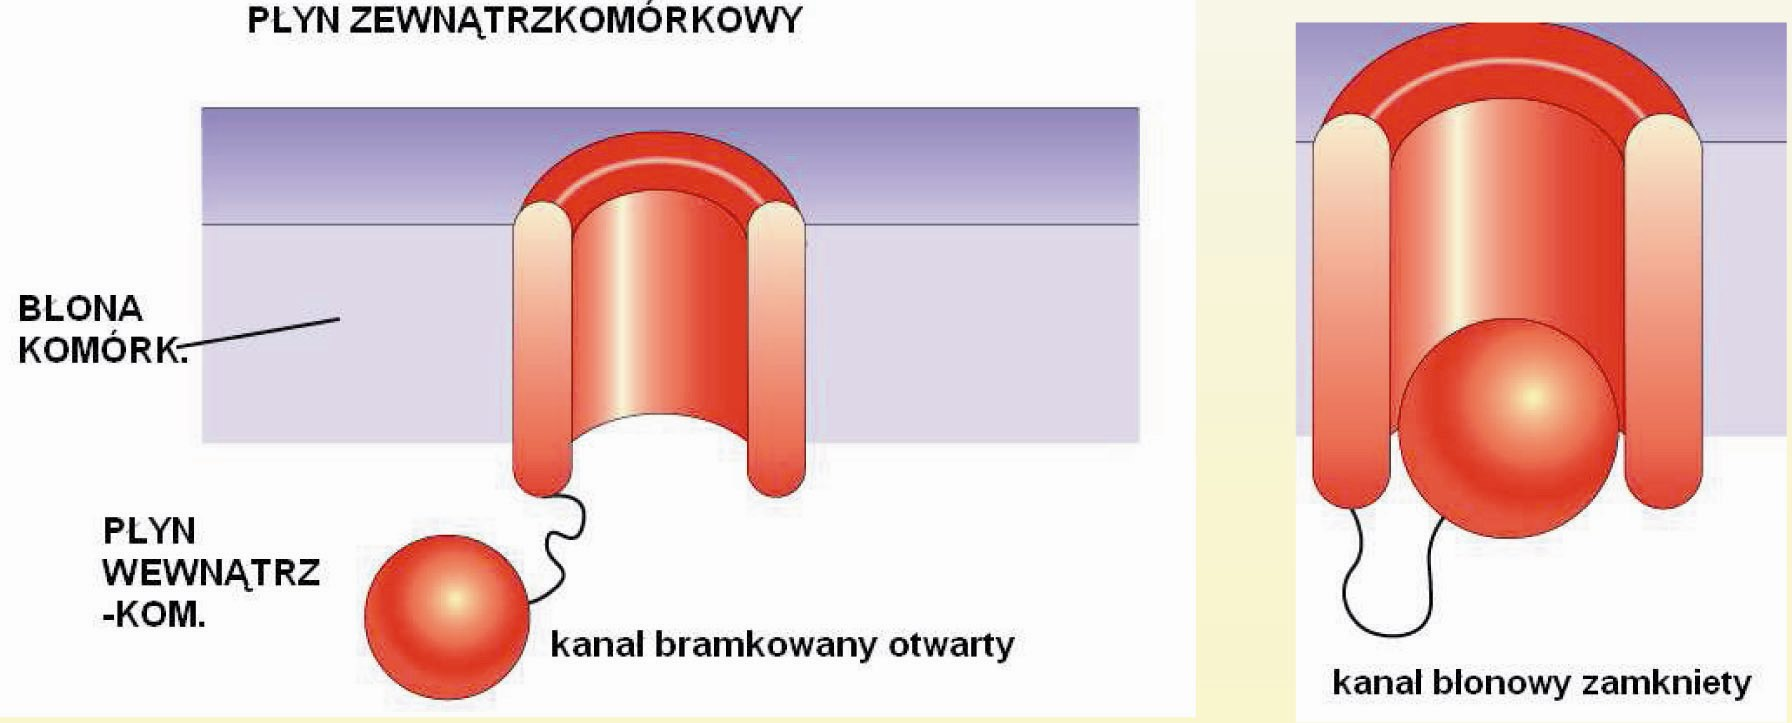 PŁYN ZEWNĄTRZKOMÓRKOWY
BŁONA
KOMÓRK.
PŁYN
WEWNĄTRZ
-KOM.
kanał bramkowany otwarty
kanał błonowy zamkniety